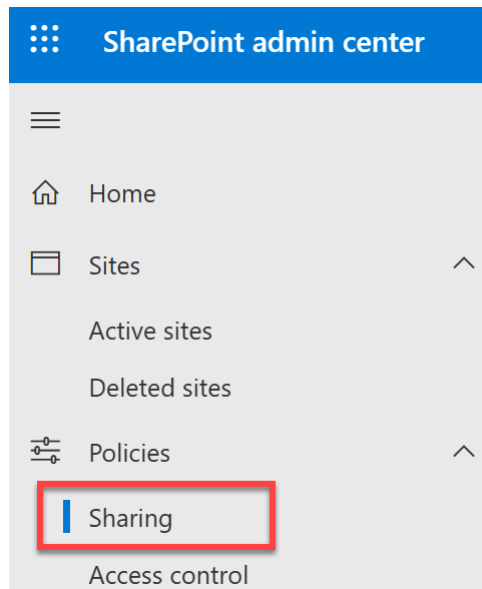 SharePoint admin center
Home
Sites
Active sites
Deleted sites
Policies
Sharing
Access control